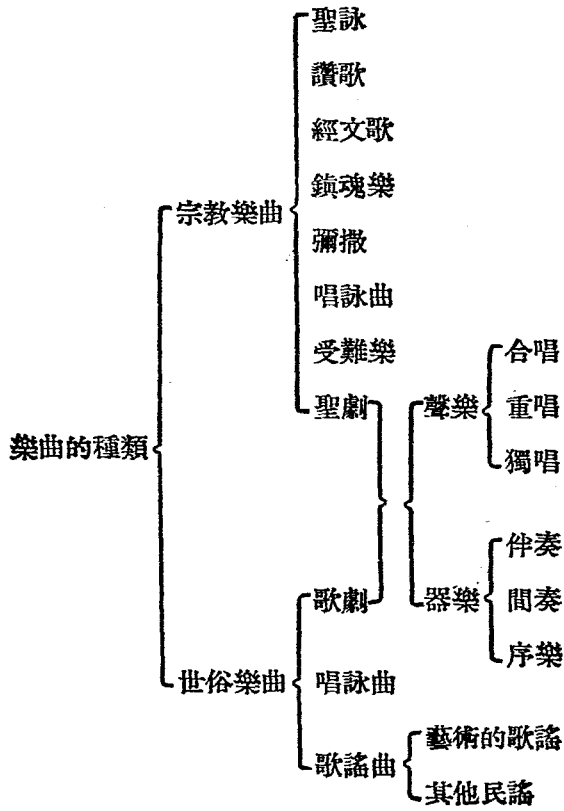 樂曲的種類
宗教樂曲
聖詠
讚歌
經文歌
鎮魂樂
彌撒
唱詠曲
受難樂
聖劇
世俗樂曲
歌劇
唱詠曲
歌謠曲
藝術的歌謠
其他民謠
聲樂
合唱
重唱
獨唱
器樂
伴奏
間奏
序樂